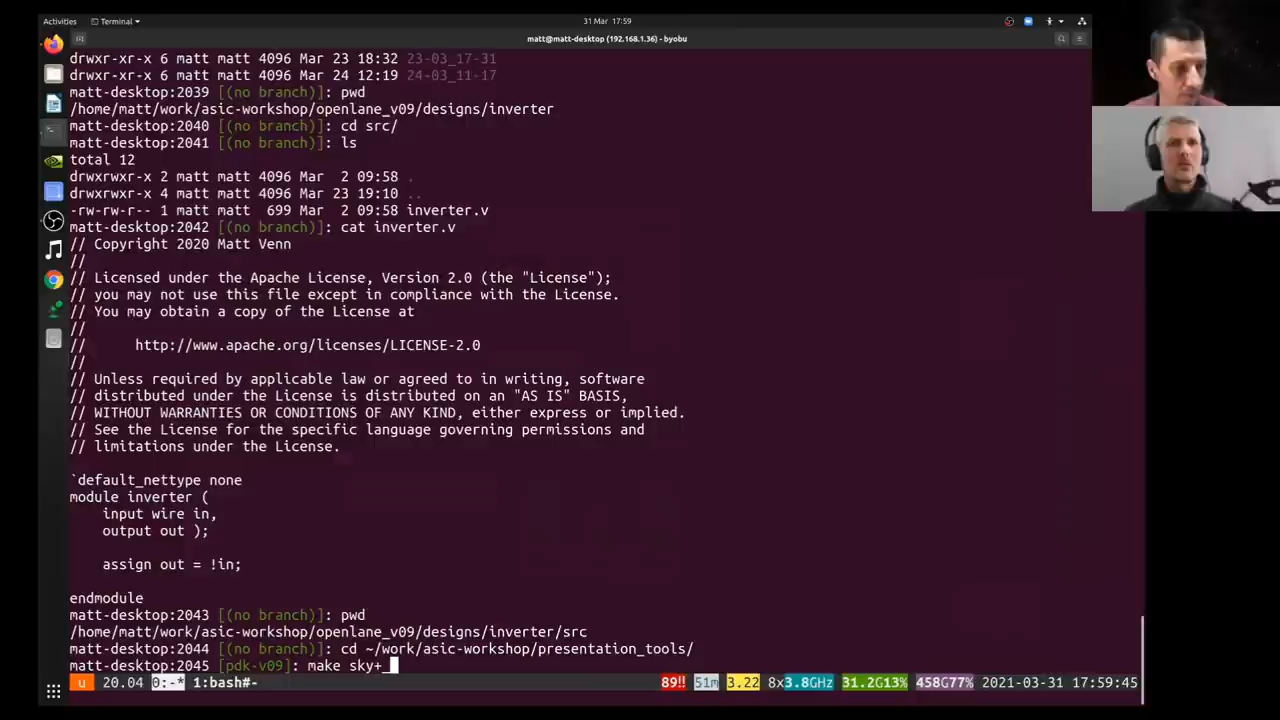 Activities Terminal 31 Mar 17:59
matt@matt-desktop (192.168.1.36) - byobu
drwxr-xr-x 6 matt matt 4096 Mar 23 18:32 23-03_17-31
drwxr-xr-x 6 matt matt 4096 Mar 24 12:19 24-03_11-17
matt-desktop:2039 [(no branch)]: pwd
/home/matt/work/asic-workshop/openlane_v09/designs/inverter
matt-desktop:2040 [(no branch)]: cd src/
matt-desktop:2041 [(no branch)]: ls
total 12
drwxrwxr-x 2 matt matt 4096 Mar  2 09:58 .
drwxrwxr-x 4 matt matt 4096 Mar 23 19:10 ..
-rw-rw-r-- 1 matt matt  699 Mar  2 09:58 inverter.v
matt-desktop:2042 [(no branch)]: cat inverter.v
// Copyright 2020 Matt Venn
//
// Licensed under the Apache License, Version 2.0 (the "License");
// you may not use this file except in compliance with the License.
// You may obtain a copy of the License at
//
//      http://www.apache.org/licenses/LICENSE-2.0
//
// Unless required by applicable law or agreed to in writing, software
// distributed under the License is distributed on an "AS IS" BASIS,
// WITHOUT WARRANTIES OR CONDITIONS OF ANY KIND, either express or implied.
// See the License for the specific language governing permissions and
// limitations under the License.
`default_nettype none
module inverter (
    input wire in,
    output out );
    assign out = !in;
endmodule
matt-desktop:2043 [(no branch)]: pwd
/home/matt/work/asic-workshop/openlane_v09/designs/inverter/src
matt-desktop:2044 [(no branch)]: cd ~/work/asic-workshop/presentation_tools/
matt-desktop:2045 [pdk-v09]: make sky+_
u 20.04 0:-* 1:bash#- 89!! 51m 3.22 8x3.8GHz 31.2G13% 458G77% 2021-03-31 17:59:45